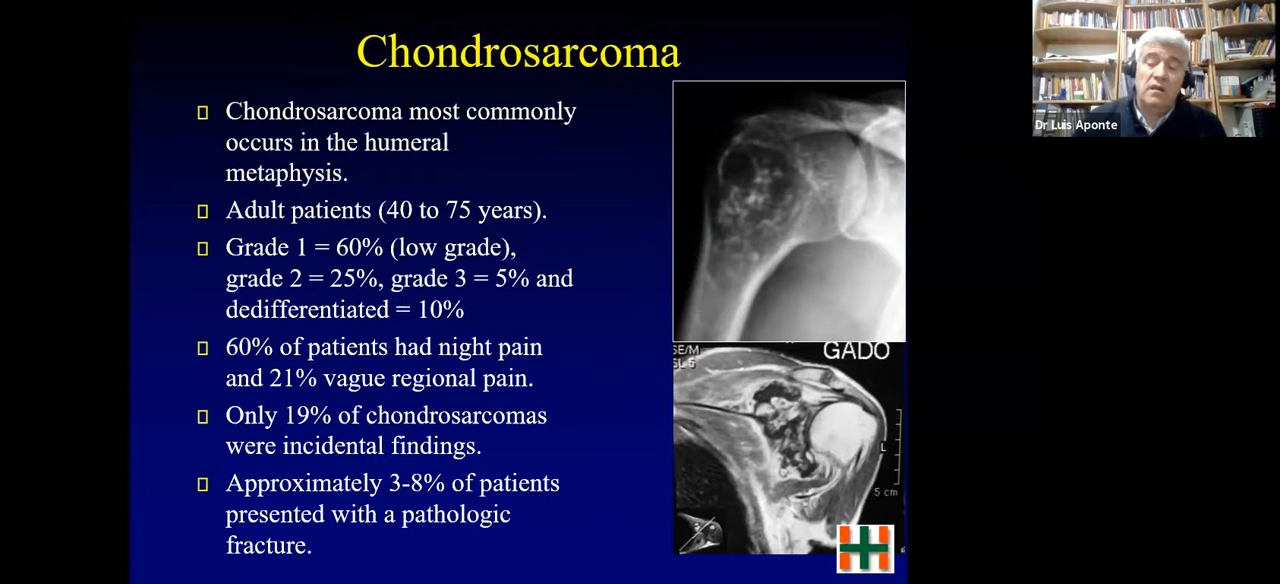 Chondrosarcoma
Chondrosarcoma most commonly
occurs in the humeral
metaphysis.
Adult patients (40 to 75 years).
Grade 1 = 60% (low grade),
grade 2 = 25%, grade 3 = 5% and
dedifferentiated = 10%
60% of patients had night pain
and 21% vague regional pain.
Only 19% of chondrosarcomas
were incidental findings.
Approximately 3-8% of patients
presented with a pathologic
fracture.
SE/M
GADO
L
5 cm
Dr Luis Aponte